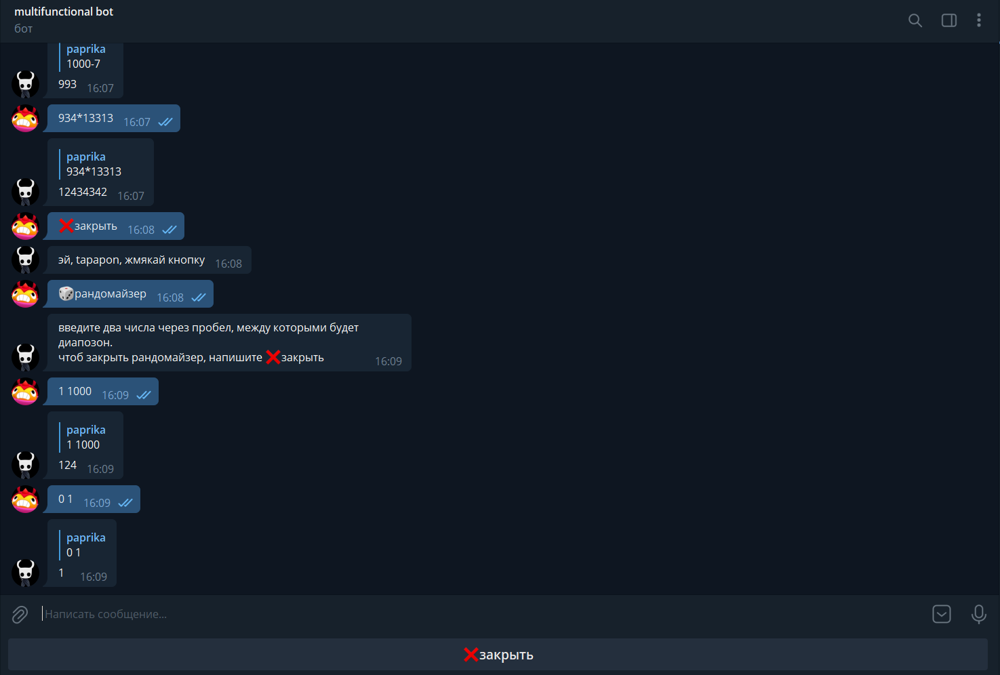 multifunctional bot
бот
paprika
1000-7
993 16:07
934*13313 16:07
paprika
934*13313
12434342 16:07
❌закрыть 16:08
эй, tapapon, жмякай кнопку 16:08
🎲рандомайзер 16:08
введите два числа через пробел, между которыми будет
диапозон.
чтоб закрыть рандомайзер, напишите ❌закрыть 16:09
1 1000 16:09
paprika
1 1000
124 16:09
0 1 16:09
paprika
0 1
1 16:09
Написать сообщение...
❌закрыть